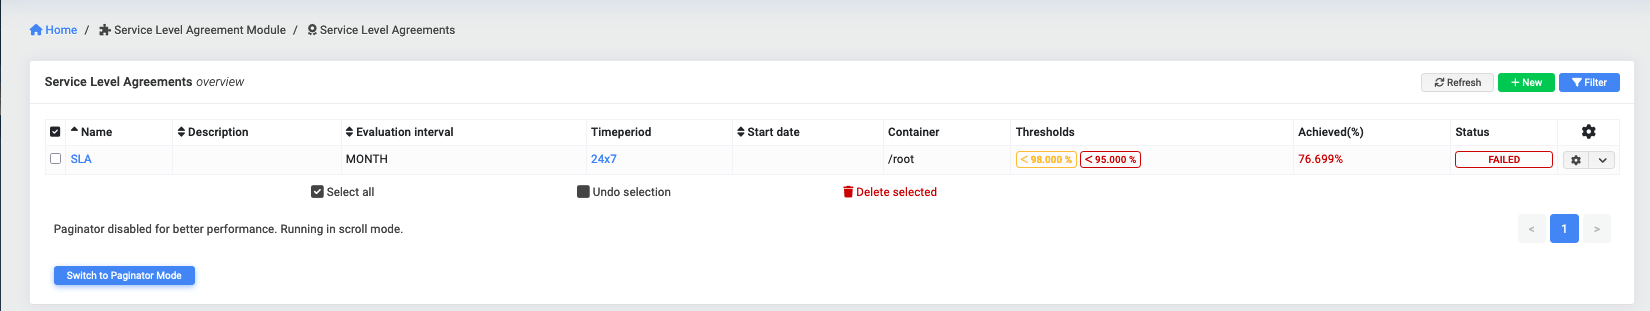 Home / Service Level Agreement Module / Service Level Agreements
Service Level Agreements overview
Refresh + New Filter
Name Description Evaluation interval Timeperiod Start date Container Thresholds Achieved(%) Status
SLA MONTH 24x7 /root < 98.000 % < 95.000 % 76.699% FAILED
Select all Undo selection Delete selected
Paginator disabled for better performance. Running in scroll mode.
< 1 >
Switch to Paginator Mode